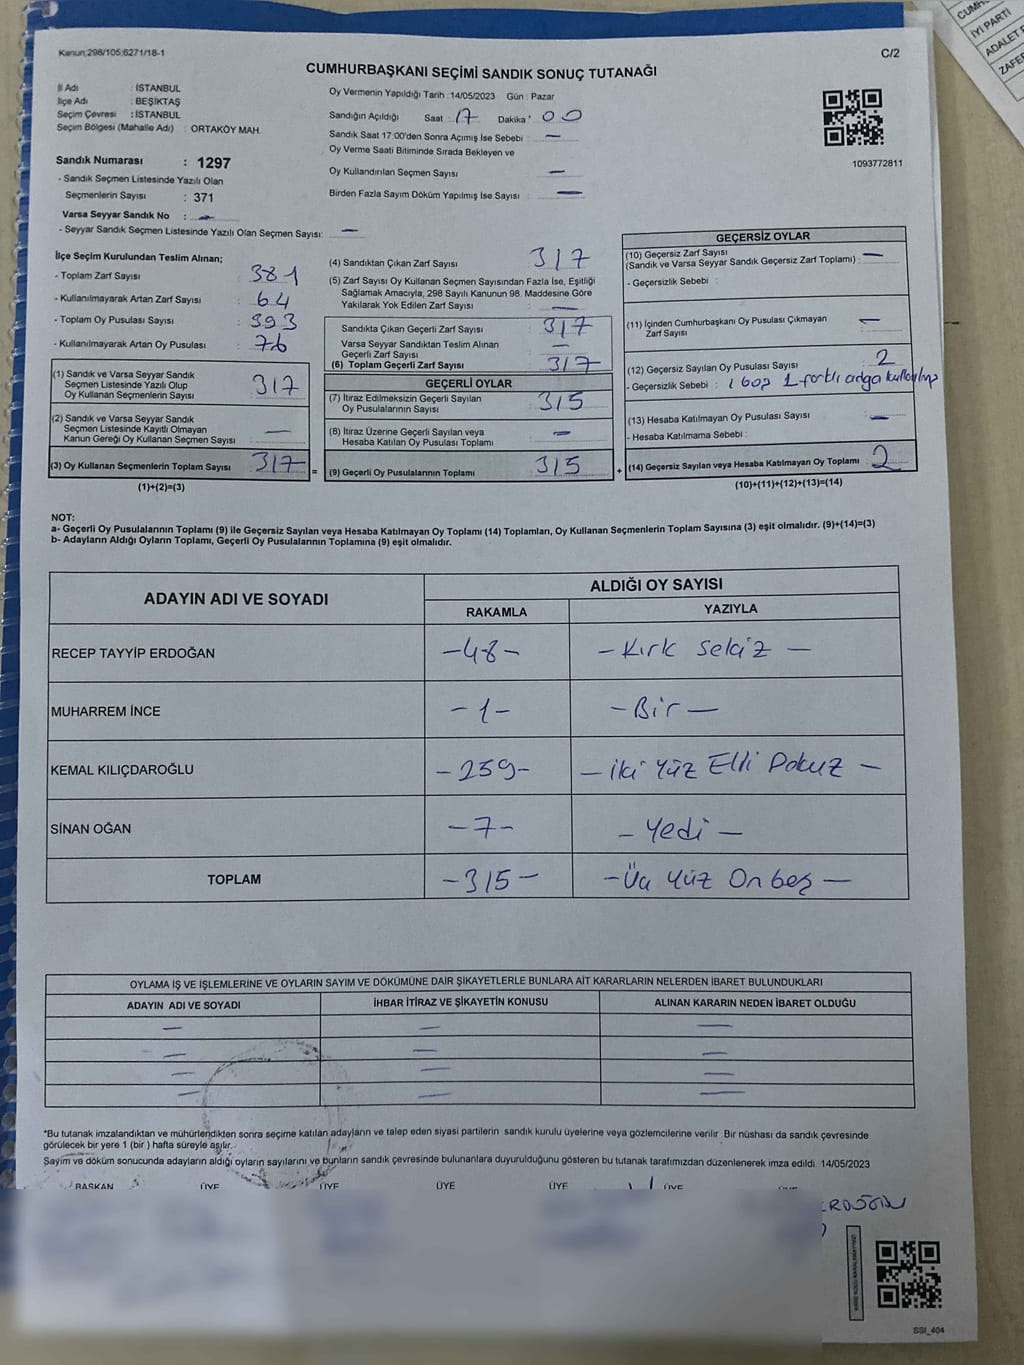 Kanun:298/105;6271/18-1
C/2
CUMHURBAŞKANI SEÇİMİ SANDIK SONUÇ TUTANAĞI
CUMH
İYİ PARTİ
ADALET
ZAFE
İl Adı : İSTANBUL
İlçe Adı : BEŞİKTAŞ
Seçim Çevresi : İSTANBUL
Seçim Bölgesi (Mahalle Adı) : ORTAKÖY MAH.
Sandık Numarası : 1297
- Sandık Seçmen Listesinde Yazılı Olan
Seçmenlerin Sayısı : 371
Varsa Seyyar Sandık No : —
- Seyyar Sandık Seçmen Listesinde Yazılı Olan Seçmen Sayısı: —
Oy Vermenin Yapıldığı Tarih :14/05/2023 Gün : Pazar
Sandığın Açıldığı Saat : 17 Dakika : 00
Sandık Saat 17:00'den Sonra Açımış İse Sebebi : —
Oy Verme Saati Bitiminde Sırada Bekleyen ve
Oy Kullandırılan Seçmen Sayısı —
Birden Fazla Sayım Döküm Yapılmış İse Sayısı : —
1093772811
İlçe Seçim Kurulundan Teslim Alınan;
- Toplam Zarf Sayısı : 381
- Kullanılmayarak Artan Zarf Sayısı : 64
- Toplam Oy Pusulası Sayısı : 393
- Kullanılmayarak Artan Oy Pusulası : 76
(1) Sandık ve Varsa Seyyar Sandık
Seçmen Listesinde Yazılı Olup
Oy Kullanan Seçmenlerin Sayısı : 317
(2) Sandık ve Varsa Seyyar Sandık
Seçmen Listesinde Kayıtlı Olmayan
Kanun Gereği Oy Kullanan Seçmen Sayısı : —
(3) Oy Kullanan Seçmenlerin Toplam Sayısı : 317
(1)+(2)=(3)
(4) Sandıktan Çıkan Zarf Sayısı : 317
(5) Zarf Sayısı Oy Kullanan Seçmen Sayısından Fazla İse, Eşitliği
Sağlamak Amacıyla, 298 Sayılı Kanunun 98. Maddesine Göre
Yakılarak Yok Edilen Zarf Sayısı : —
Sandıkta Çıkan Geçerli Zarf Sayısı : 317
Varsa Seyyar Sandıktan Teslim Alınan
Geçerli Zarf Sayısı : —
(6) Toplam Geçerli Zarf Sayısı : 317
GEÇERLİ OYLAR
(7) İtiraz Edilmeksizin Geçerli Sayılan
Oy Pusulalarının Sayısı : 315
(8) İtiraz Üzerine Geçerli Sayılan veya
Hesaba Katılan Oy Pusulası Toplamı : —
= (9) Geçerli Oy Pusulalarının Toplamı : 315
GEÇERSİZ OYLAR
(10) Geçersiz Zarf Sayısı
(Sandık ve Varsa Seyyar Sandık Geçersiz Zarf Toplamı) : —
- Geçersizlik Sebebi :
(11) İçinden Cumhurbaşkanı Oy Pusulası Çıkmayan
Zarf Sayısı : —
(12) Geçersiz Sayılan Oy Pusulası Sayısı : 2
- Geçersizlik Sebebi : 1 farklı
(13) Hesaba Katılmayan Oy Pusulası Sayısı : —
- Hesaba Katılmama Sebebi :
+ (14) Geçersiz Sayılan veya Hesaba Katılmayan Oy Toplamı : 2
(10)+(11)+(12)+(13)=(14)
NOT:
a- Geçerli Oy Pusulalarının Toplamı (9) ile Geçersiz Sayılan veya Hesaba Katılmayan Oy Toplamı (14) Toplamları, Oy Kullanan Seçmenlerin Toplam Sayısına (3) eşit olmalıdır. (9)+(14)=(3)
b- Adayların Aldığı Oyların Toplamı, Geçerli Oy Pusulalarının Toplamına (9) eşit olmalıdır.
ADAYIN ADI VE SOYADI ALDIĞI OY SAYISI
RAKAMLA YAZIYLA
RECEP TAYYİP ERDOĞAN -48- - Kırk Sekiz -
MUHARREM İNCE -1- - Bir -
KEMAL KILIÇDAROĞLU -259- - İki Yüz Elli Dokuz -
SİNAN OĞAN -7- - Yedi -
TOPLAM -315- - Üç Yüz On beş -
OYLAMA İŞ VE İŞLEMLERİNE VE OYLARIN SAYIM VE DÖKÜMÜNE DAİR ŞİKAYETLERLE BUNLARA AİT KARARLARIN NELERDEN İBARET BULUNDUKLARI
ADAYIN ADI VE SOYADI İHBAR İTİRAZ VE ŞİKAYETİN KONUSU ALINAN KARARIN NEDEN İBARET OLDUĞU
— — —
— — —
— — —
— — —
*Bu tutanak imzalandıktan ve mühürlendikten sonra seçime katılan adayların ve talep eden siyasi partilerin sandık kurulu üyelerine veya gözlemcilerine verilir. Bir nüshası da sandık çevresinde
görülecek bir yere 1 (bir ) hafta süreyle asılır.
Sayım ve döküm sonucunda adayların aldığı oyların sayılarını ve bunların sandık çevresinde bulunanlara duyurulduğunu gösteren bu tutanak tarafımızdan düzenlenerek imza edildi. 14/05/2023
BAŞKAN ÜYE ÜYE ÜYE ÜYE ÜYE
SSI_404